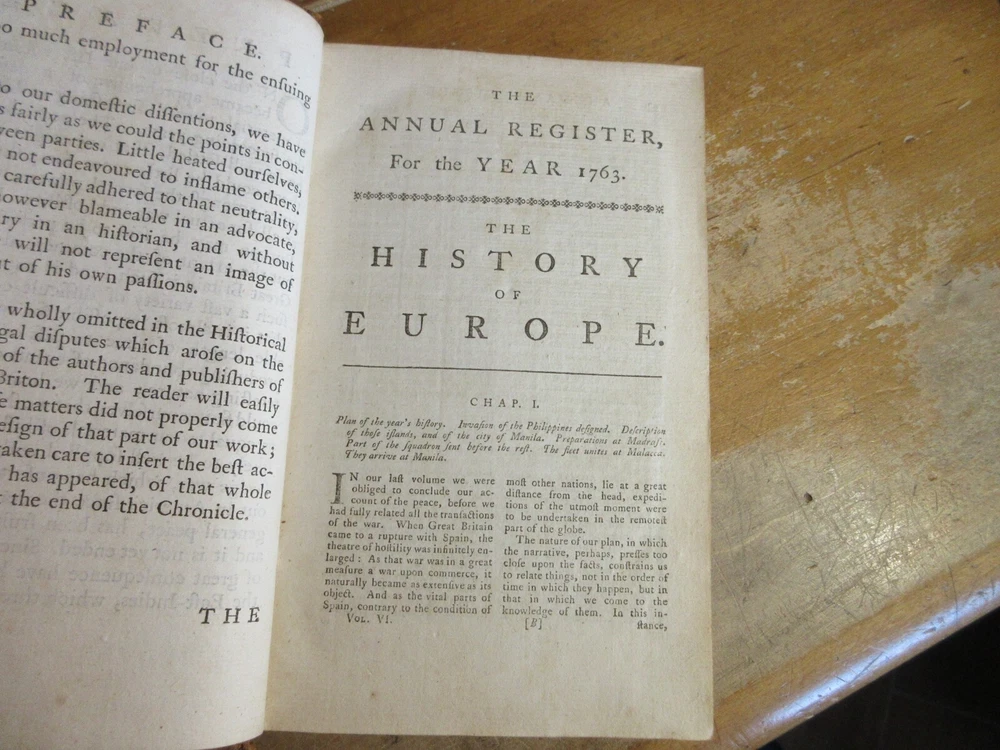 PREFACE.
o much employment for the enſuing
o our domeſtic diſſentions, we have
s fairly as we could the points in con-
ween parties. Little heated ourſelves,
not endeavoured to inflame others.
carefully adhered to that neutrality,
owever blameable in an advocate,
ry in an hiſtorian, and without
will not repreſent an image of
t of his own paſſions.
wholly omitted in the Hiſtorical
gal diſputes which aroſe on the
of the authors and publiſhers of
Briton. The reader will eaſily
e matters did not properly come
eſign of that part of our work;
taken care to inſert the beſt ac-
has appeared, of that whole
t the end of the Chronicle.
THE
THE
ANNUAL REGISTER,
For the YEAR 1763.
THE
HISTORY
OF
EUROPE.
CHAP. I.
Plan of the year's hiſtory. Invaſion of the Philippines deſigned. Deſcription
of thoſe iſlands, and of the city of Manila. Preparations at Madraſs.
Part of the ſquadron ſent before the reſt. The fleet unites at Malacca.
They arrive at Manila.
IN our laſt volume we were
obliged to conclude our ac-
count of the peace, before we
had fully related all the tranſactions
of the war. When Great Britain
came to a rupture with Spain, the
theatre of hoſtility was infinitely en-
larged: As that war was in a great
meaſure a war upon commerce, it
naturally became as extenſive as its
object. And as the vital parts of
Spain, contrary to the condition of
VOL. VI.
moſt other nations, lie at a great
diſtance from the head, expedi-
tions of the utmoſt moment were
to be undertaken in the remoteſt
part of the globe.
The nature of our plan, in which
the narrative, perhaps, preſſes too
cloſe upon the facts, conſtrains us
to relate things, not in the order of
time in which they happen, but in
that in which we come to the
knowledge of them. In this in-
[B]
ſtance,